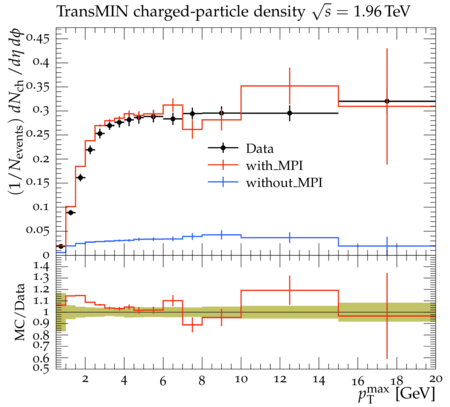 TransMIN charged-particle density √s = 1.96 TeV
(1/N_events) dN_ch / dη dϕ
0.45
0.4
0.35
0.3
0.25
0.2
0.15
0.1
0.05
0
Data
with_MPI
without_MPI
MC/Data
1.4
1.3
1.2
1.1
1
0.9
0.8
0.7
0.6
0.5
2 4 6 8 10 12 14 16 18 20
p_T^max [GeV]